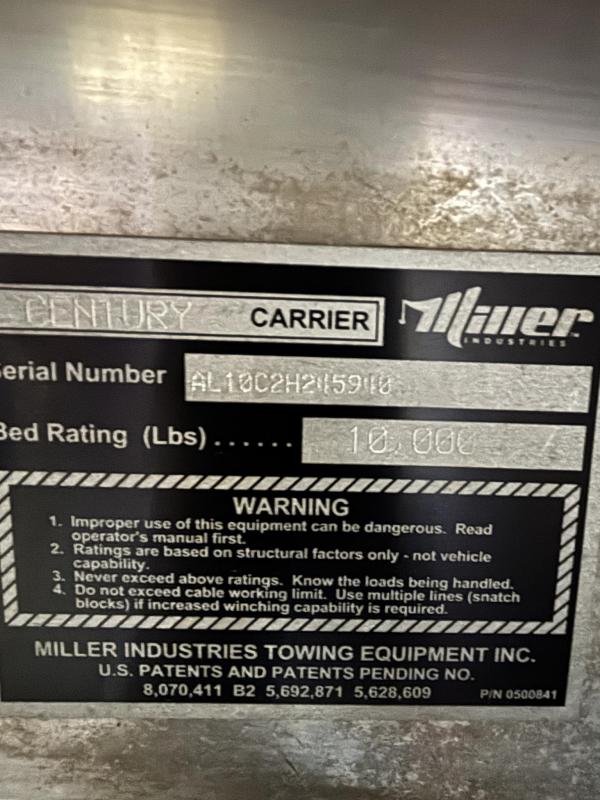 CENTURY CARRIER Miller
INDUSTRIES
Serial Number AL10C2H2459410
Bed Rating (Lbs) ...... 10,000
WARNING
1. Improper use of this equipment can be dangerous. Read
operator's manual first.
2. Ratings are based on structural factors only - not vehicle
capability.
3. Never exceed above ratings. Know the loads being handled.
4. Do not exceed cable working limit. Use multiple lines (snatch
blocks) if increased winching capability is required.
MILLER INDUSTRIES TOWING EQUIPMENT INC.
U.S. PATENTS AND PATENTS PENDING NO.
8,070,411 B2 5,692,871 5,628,609 P/N 0500841